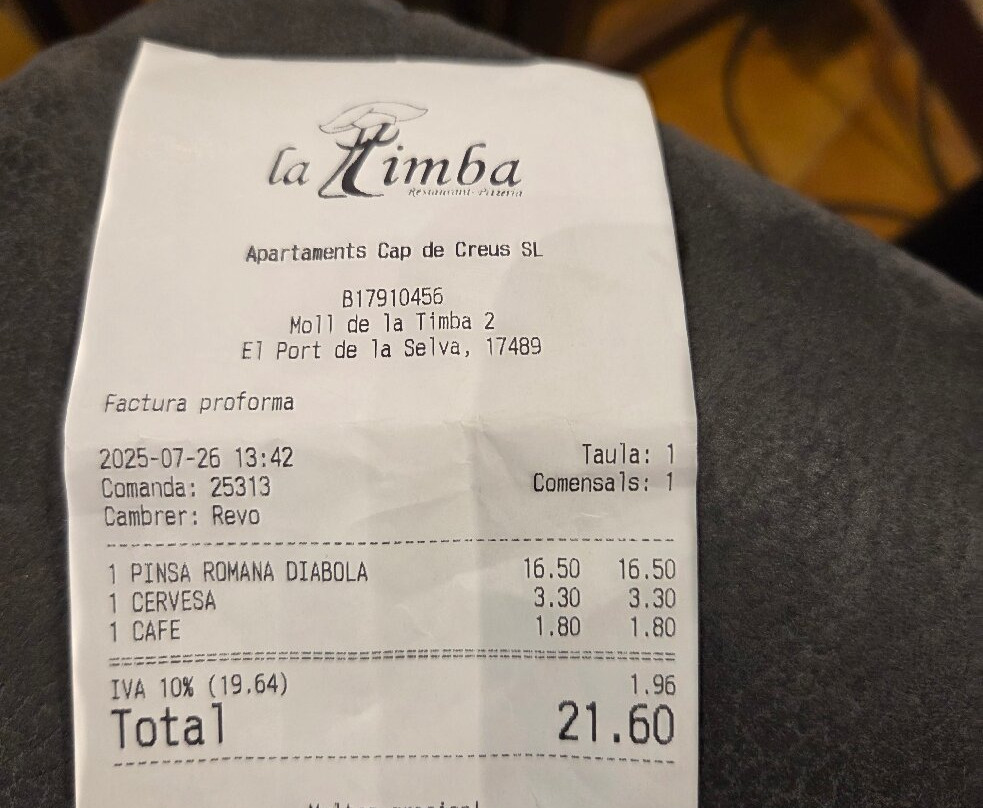 la Timba
Restaurant-Pizzeria
Apartaments Cap de Creus SL
B17910456
Moll de la Timba 2
El Port de la Selva, 17489
Factura proforma
2025-07-26 13:42 Taula: 1
Comanda: 25313 Comensals: 1
Cambrer: Revo
1 PINSA ROMANA DIABOLA 16.50 16.50
1 CERVESA 3.30 3.30
1 CAFE 1.80 1.80
IVA 10% (19.64) 1.96
Total 21.60